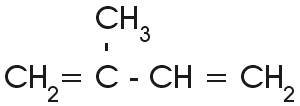 CH₃
CH₂ = C - CH = CH₂